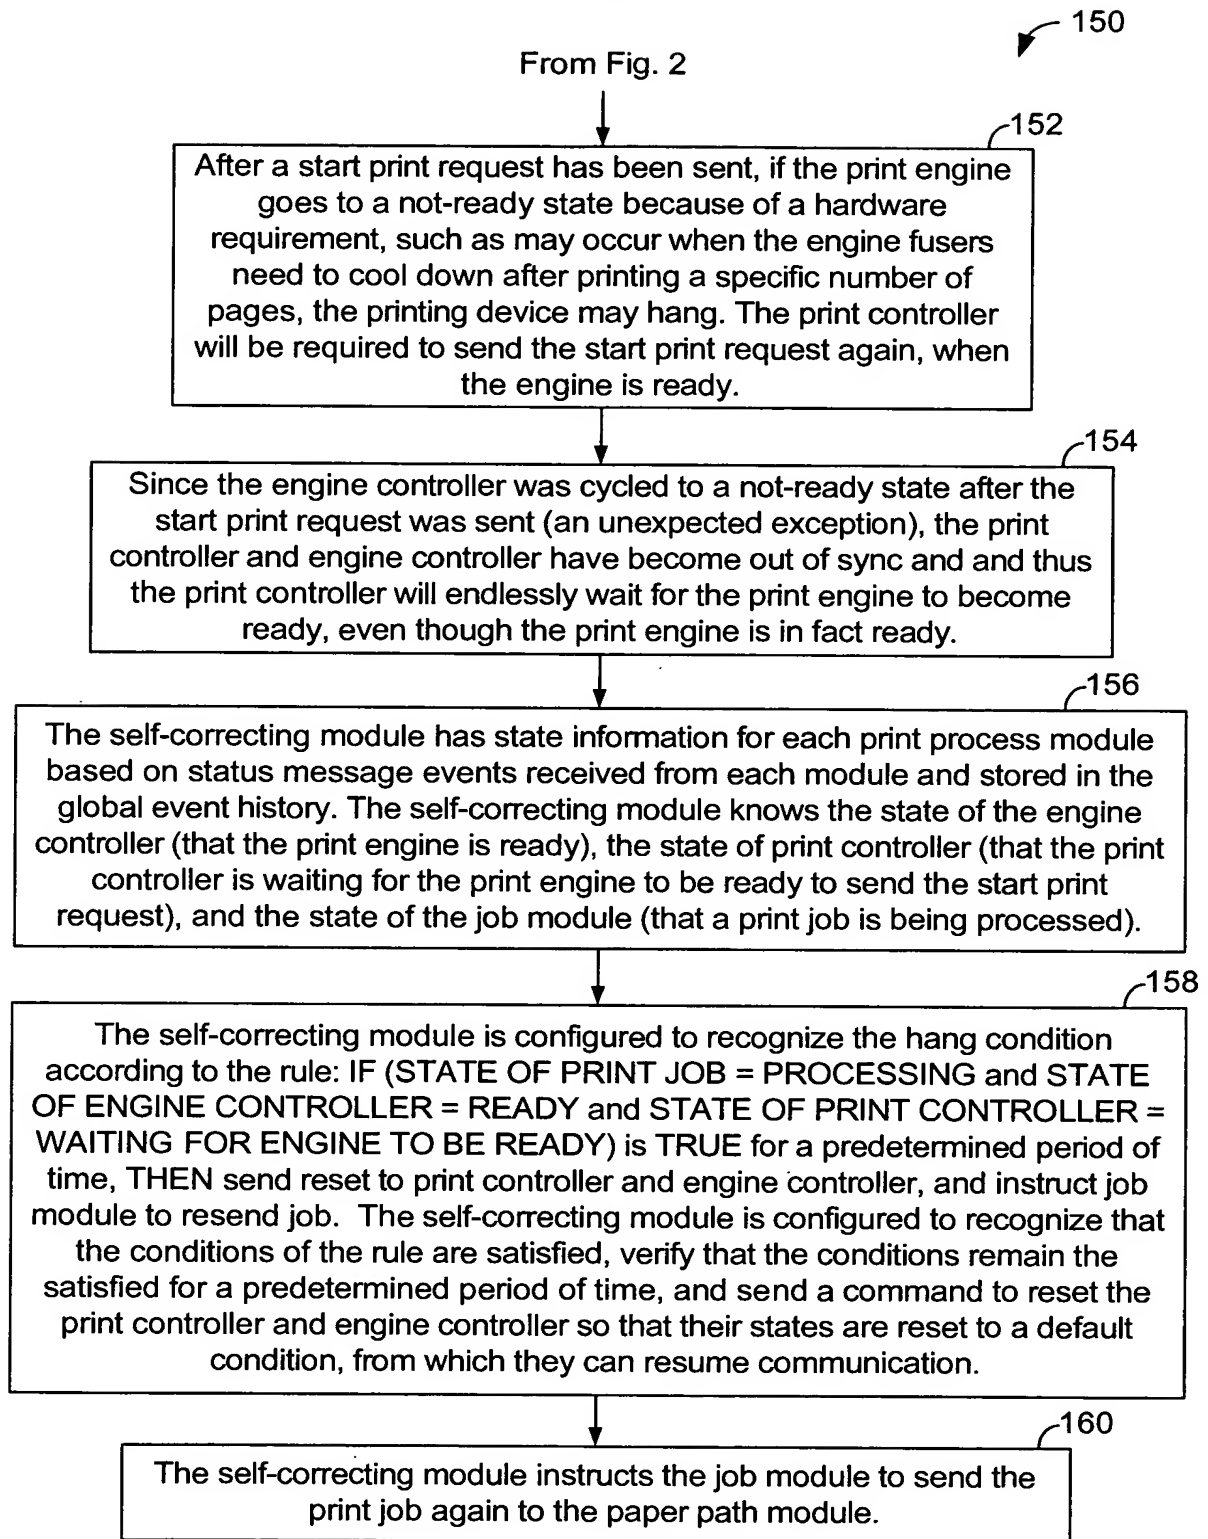 150
From Fig. 2
152
After a start print request has been sent, if the print engine
goes to a not-ready state because of a hardware
requirement, such as may occur when the engine fusers
need to cool down after printing a specific number of
pages, the printing device may hang. The print controller
will be required to send the start print request again, when
the engine is ready.
154
Since the engine controller was cycled to a not-ready state after the
start print request was sent (an unexpected exception), the print
controller and engine controller have become out of sync and and thus
the print controller will endlessly wait for the print engine to become
ready, even though the print engine is in fact ready.
156
The self-correcting module has state information for each print process module
based on status message events received from each module and stored in the
global event history. The self-correcting module knows the state of the engine
controller (that the print engine is ready), the state of print controller (that the print
controller is waiting for the print engine to be ready to send the start print
request), and the state of the job module (that a print job is being processed).
158
The self-correcting module is configured to recognize the hang condition
according to the rule: IF (STATE OF PRINT JOB = PROCESSING and STATE
OF ENGINE CONTROLLER = READY and STATE OF PRINT CONTROLLER =
WAITING FOR ENGINE TO BE READY) is TRUE for a predetermined period of
time, THEN send reset to print controller and engine controller, and instruct job
module to resend job. The self-correcting module is configured to recognize that
the conditions of the rule are satisfied, verify that the conditions remain the
satisfied for a predetermined period of time, and send a command to reset the
print controller and engine controller so that their states are reset to a default
condition, from which they can resume communication.
160
The self-correcting module instructs the job module to send the
print job again to the paper path module.